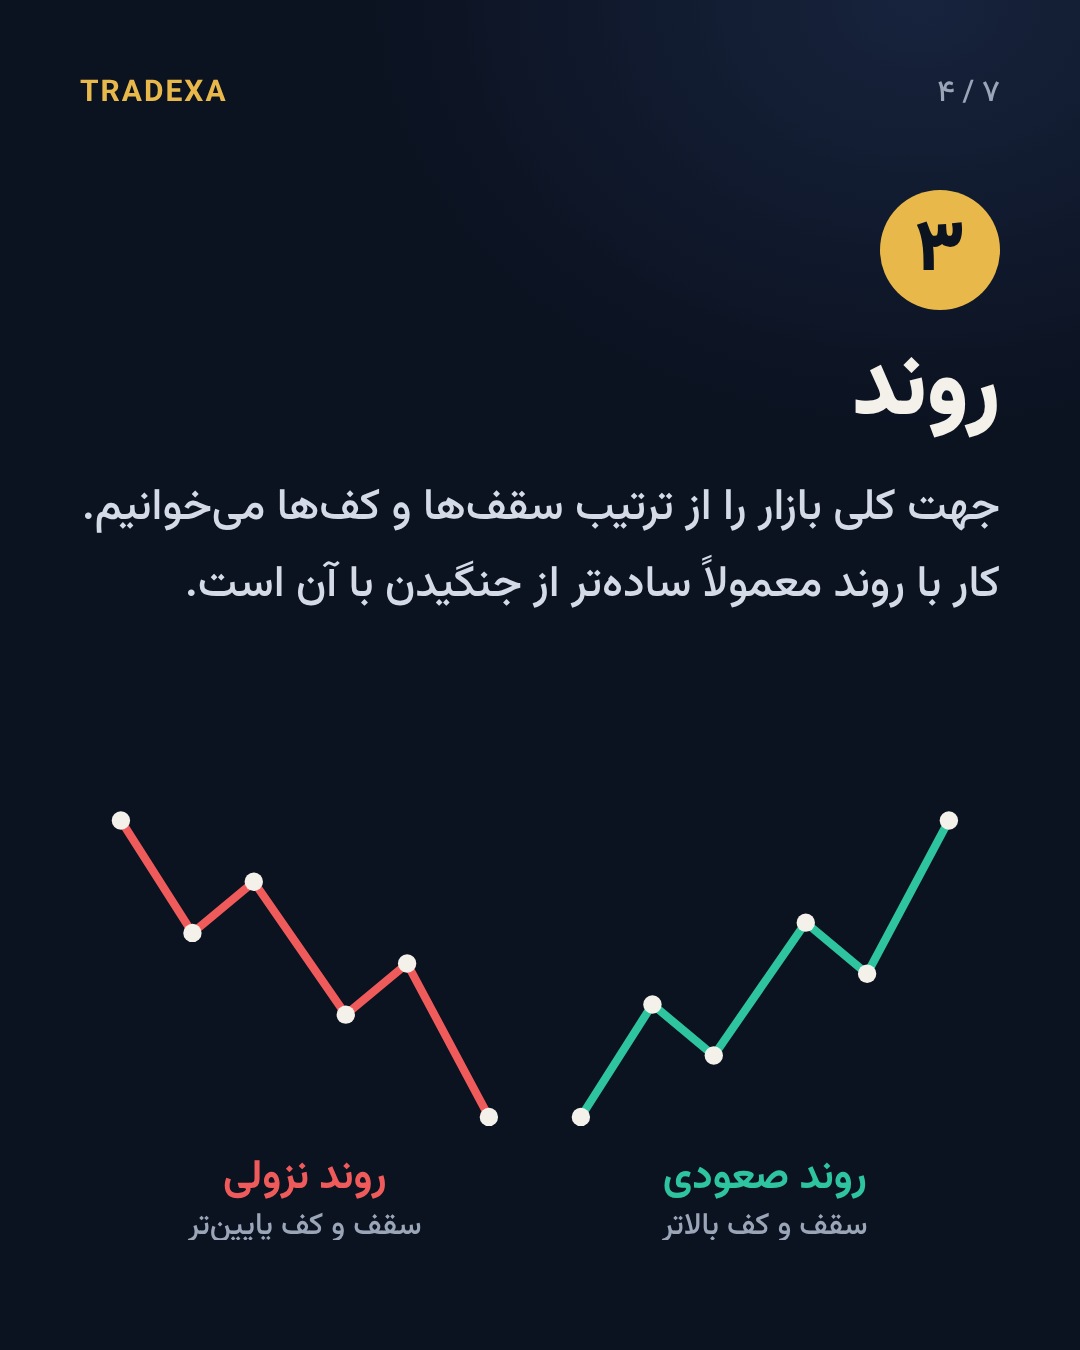 TRADEXA
۴ / ۷
۳
روند
جهت کلی بازار را از ترتیب سقف‌ها و کف‌ها می‌خوانیم.
کار با روند معمولاً ساده‌تر از جنگیدن با آن است.
روند صعودی
سقف و کف بالاتر
روند نزولی
سقف و کف پایین‌تر